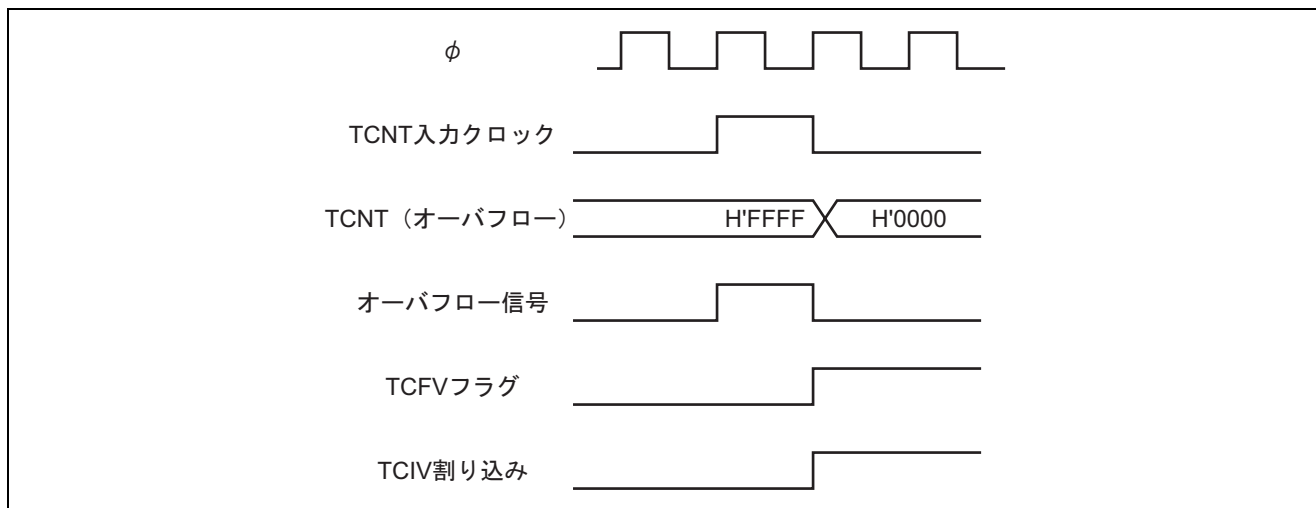 φ
TCNT入力クロック
TCNT（オーバフロー） H'FFFF H'0000
オーバフロー信号
TCFVフラグ
TCIV割り込み